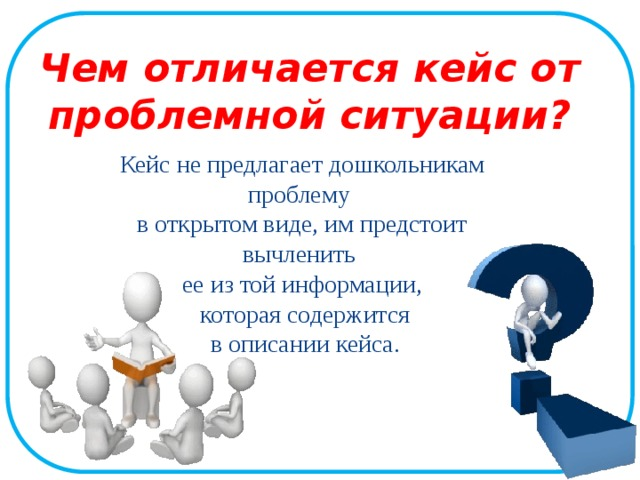 Чем отличается кейс от
проблемной ситуации?
Кейс не предлагает дошкольникам
проблему
в открытом виде, им предстоит
вычленить
ее из той информации,
которая содержится
в описании кейса.